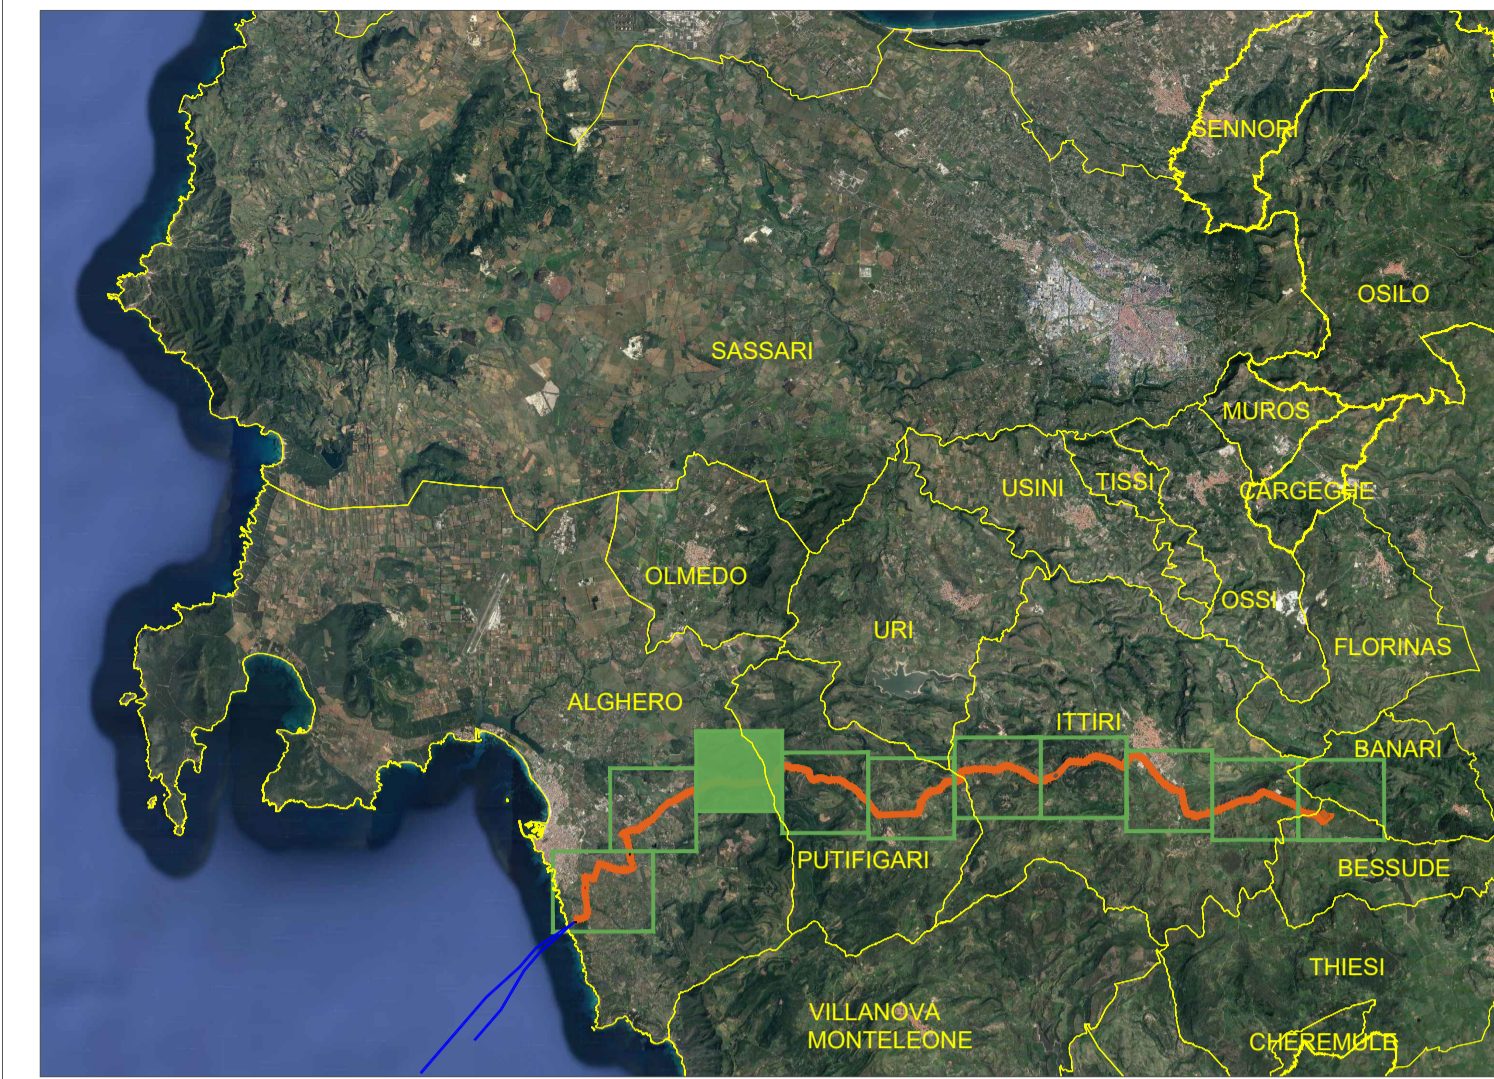 SENNORI
OSILO
SASSARI
MUROS
TISSI
USINI
CARGEGHE
OLMEDO
OSSI
URI
FLORINAS
ALGHERO
ITTIRI
BANARI
PUTIFIGARI
BESSUDE
THIESI
VILLANOVA
MONTELEONE
CHEREMULE